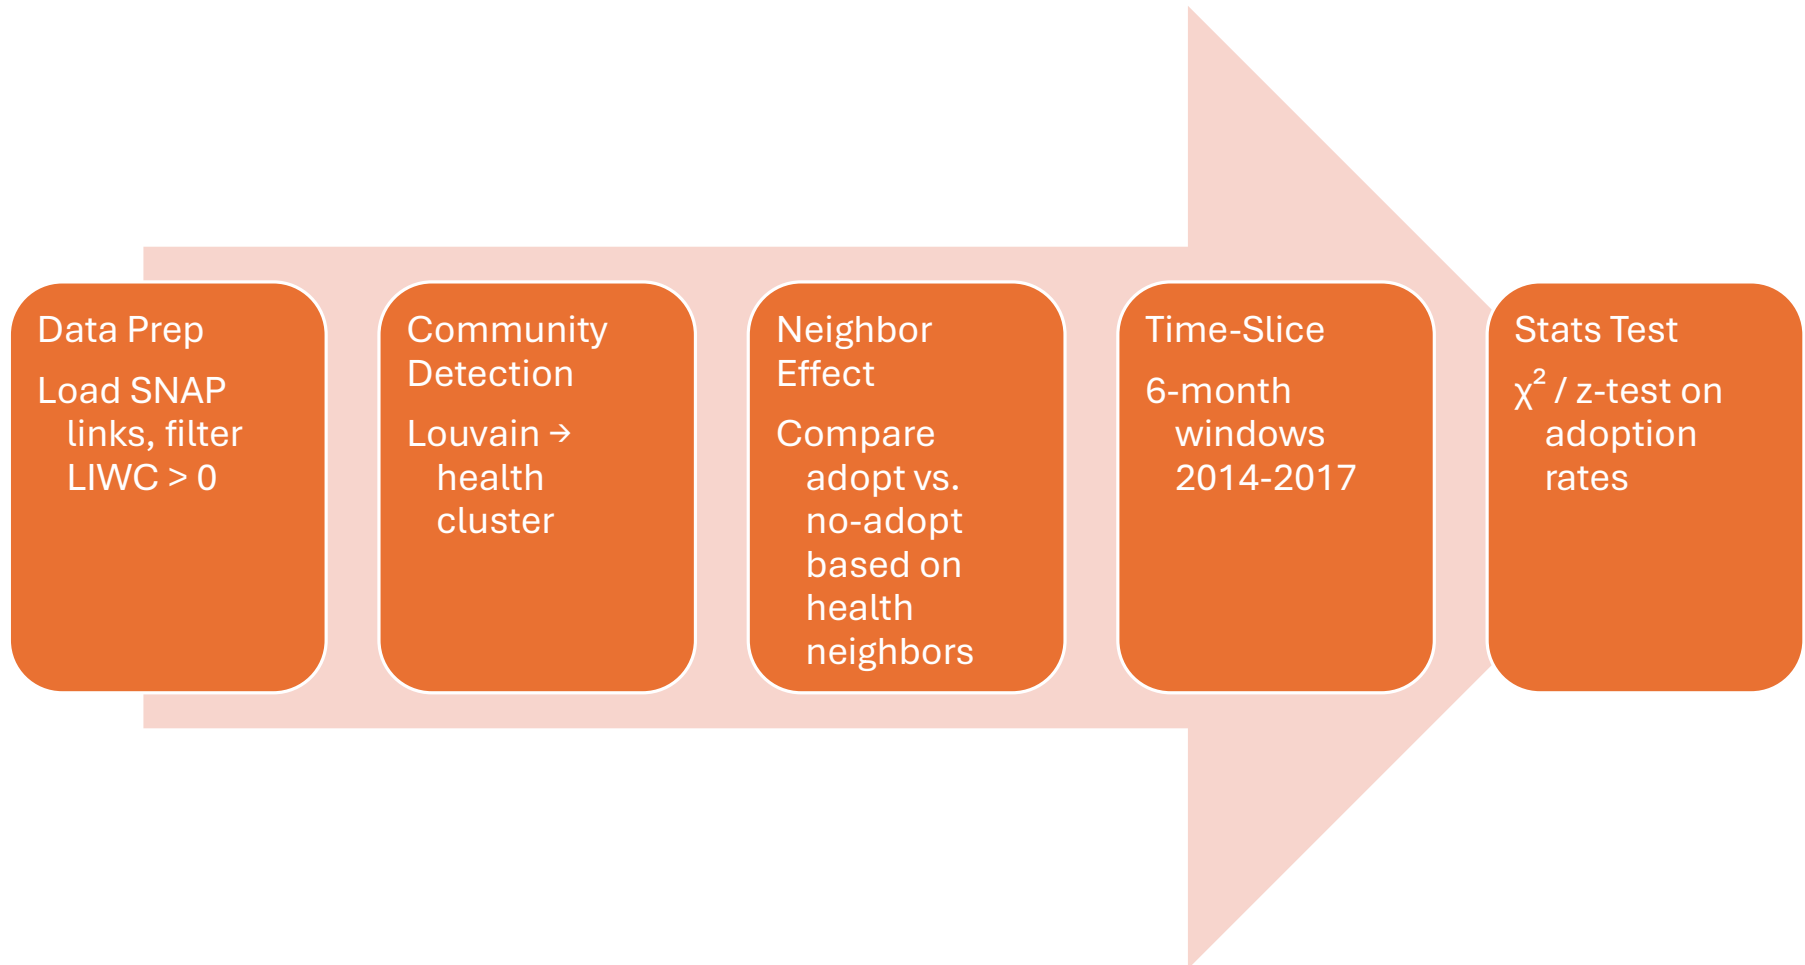 Data Prep
Load SNAP
links, filter
LIWC > 0
Community
Detection
Louvain →
health
cluster
Neighbor
Effect
Compare
adopt vs.
no-adopt
based on
health
neighbors
Time-Slice
6-month
windows
2014-2017
Stats Test
χ² / z-test on
adoption
rates